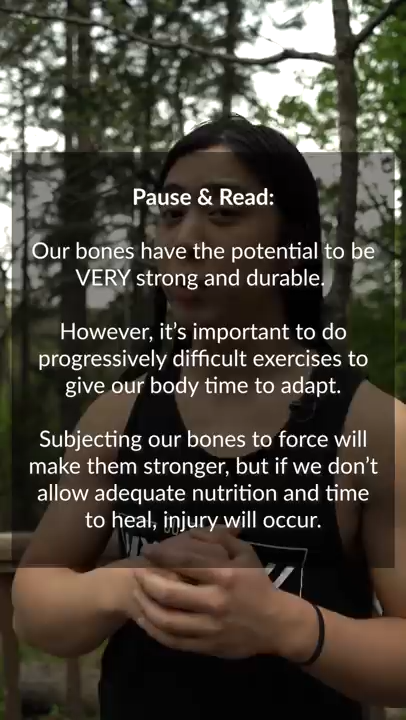 Pause & Read:
Our bones have the potential to be
VERY strong and durable.
However, it's important to do
progressively difficult exercises to
give our body time to adapt.
Subjecting our bones to force will
make them stronger, but if we don't
allow adequate nutrition and time
to heal, injury will occur.